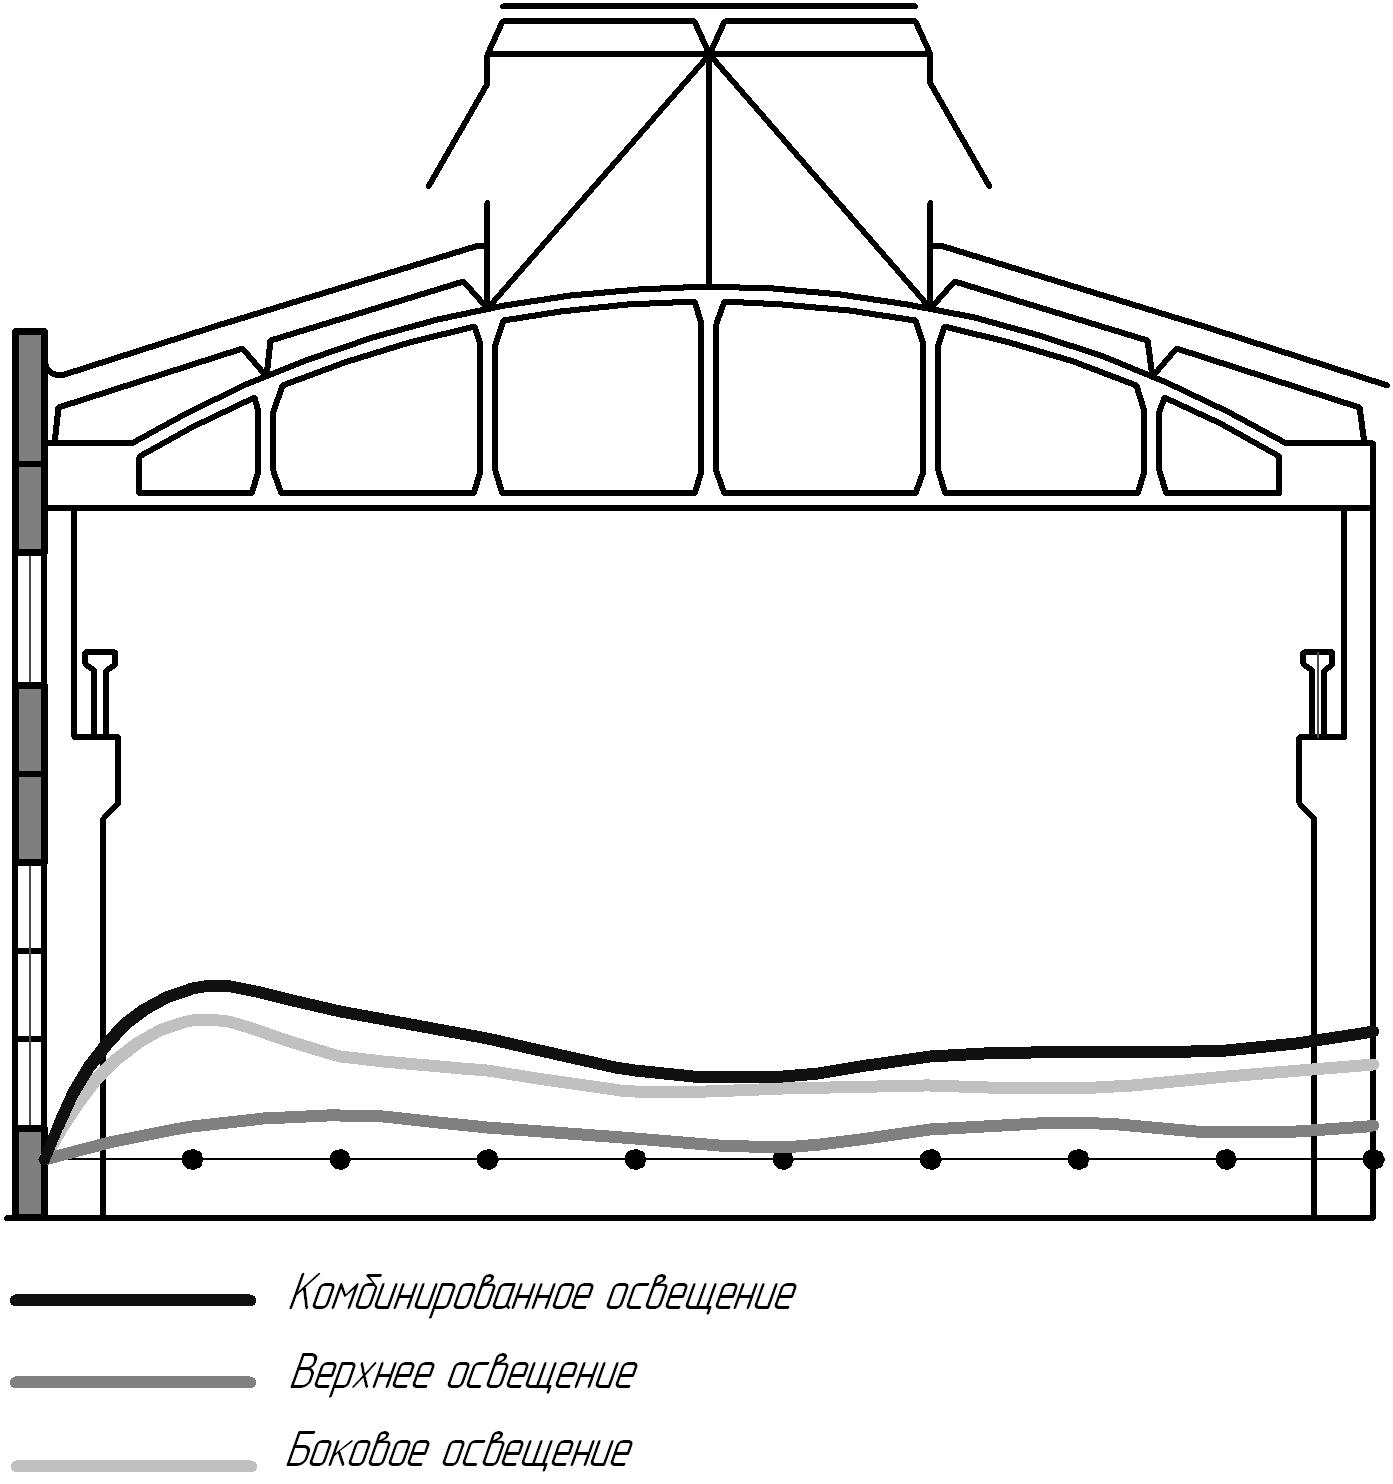 Комбинированное освещение
Верхнее освещение
Боковое освещение